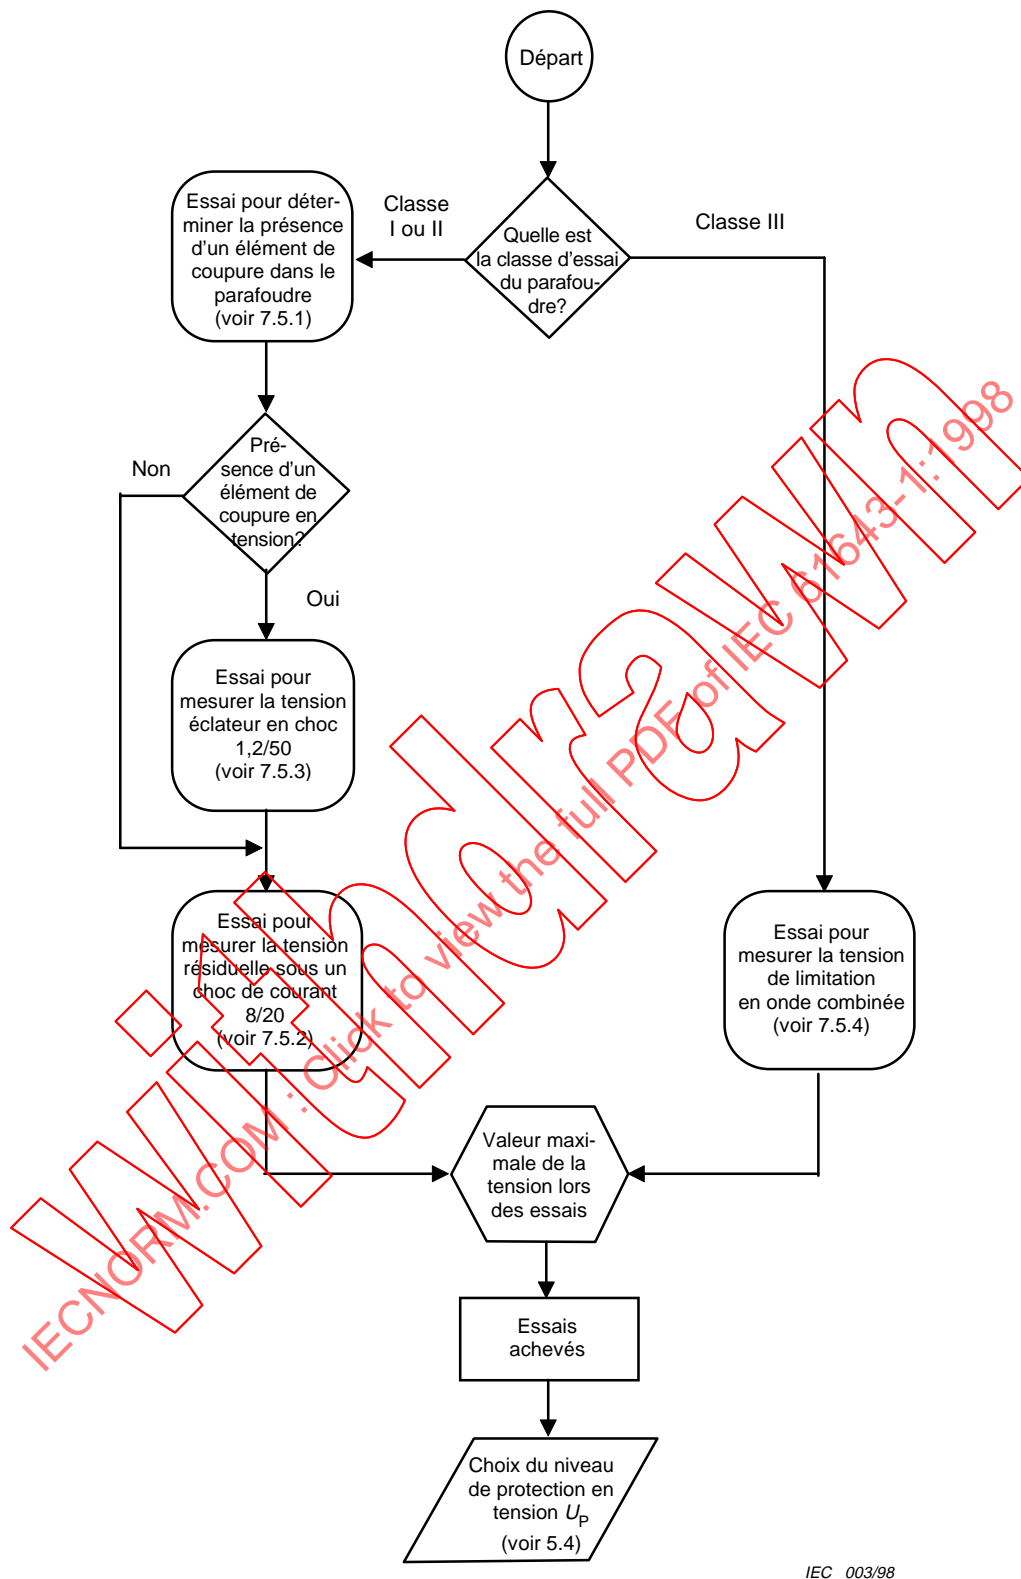 Départ
Essai pour déter-
miner la présence
d'un élément de
coupure dans le
parafoudre
(voir 7.5.1)
Classe
I ou II
Quelle est
la classe d'essai
du parafou-
dre?
Classe III
Non
Pré-
sence d'un
élément de
coupure en
tension?
Oui
Essai pour
mesurer la tension
éclateur en choc
1,2/50
(voir 7.5.3)
Essai pour
mesurer la tension
résiduelle sous un
choc de courant
8/20
(voir 7.5.2)
Essai pour
mesurer la tension
de limitation
en onde combinée
(voir 7.5.4)
Valeur maxi-
male de la
tension lors
des essais
Essais
achevés
Choix du niveau
de protection en
tension UP
(voir 5.4)
IEC 003/98
Withdrawn
IECNORM.COM : Click to view the full PDF of IEC 61643-1:1998